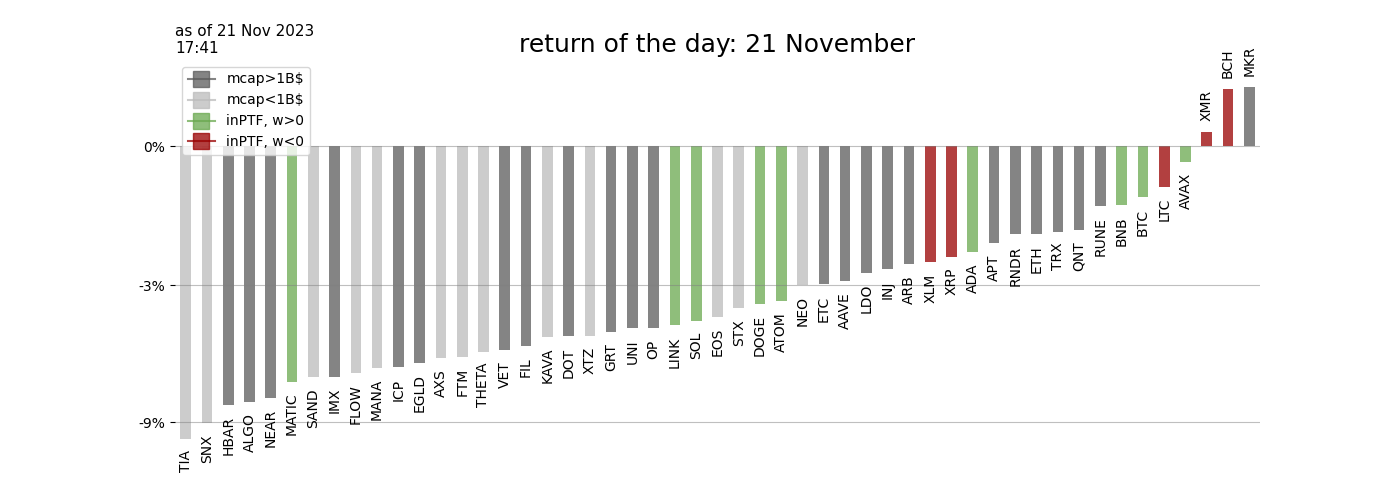 as of 21 Nov 2023
17:41
return of the day: 21 November
mcap>1B$
mcap<1B$
inPTF, w>0
inPTF, w<0
0%
-3%
-9%
TIA
SNX
HBAR
ALGO
NEAR
MATIC
SAND
IMX
FLOW
MANA
ICP
EGLD
AXS
FTM
THETA
VET
FIL
KAVA
DOT
XTZ
GRT
UNI
OP
LINK
SOL
EOS
STX
DOGE
ATOM
NEO
ETC
AAVE
LDO
INJ
ARB
XLM
XRP
ADA
APT
RNDR
ETH
TRX
QNT
RUNE
BNB
BTC
LTC
AVAX
XMR
BCH
MKR